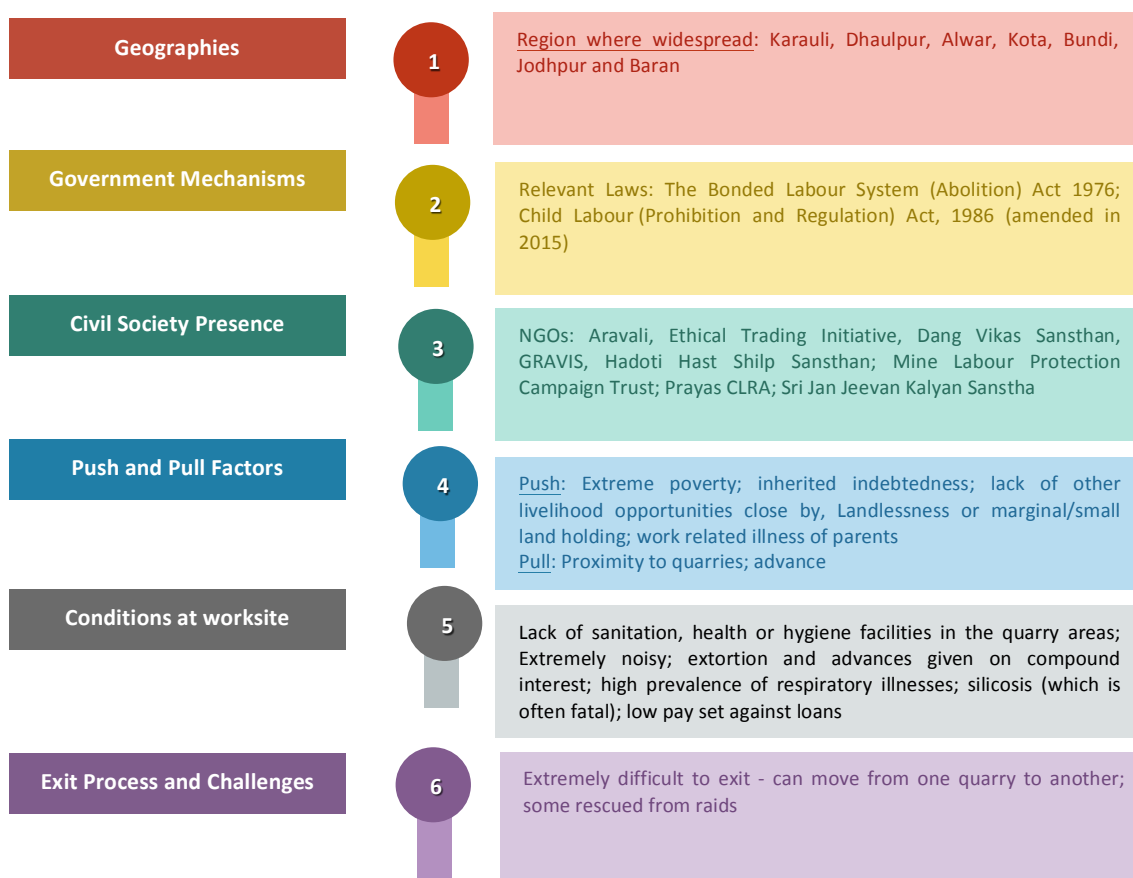 Geographies
1
Region where widespread: Karauli, Dhaulpur, Alwar, Kota, Bundi,
Jodhpur and Baran
Government Mechanisms
2
Relevant Laws: The Bonded Labour System (Abolition) Act 1976;
Child Labour (Prohibition and Regulation) Act, 1986 (amended in
2015)
Civil Society Presence
3
NGOs: Aravali, Ethical Trading Initiative, Dang Vikas Sansthan,
GRAVIS, Hadoti Hast Shilp Sansthan; Mine Labour Protection
Campaign Trust; Prayas CLRA; Sri Jan Jeevan Kalyan Sanstha
Push and Pull Factors
4
Push: Extreme poverty; inherited indebtedness; lack of other
livelihood opportunities close by, Landlessness or marginal/small
land holding; work related illness of parents
Pull: Proximity to quarries; advance
Conditions at worksite
5
Lack of sanitation, health or hygiene facilities in the quarry areas;
Extremely noisy; extortion and advances given on compound
interest; high prevalence of respiratory illnesses; silicosis (which is
often fatal); low pay set against loans
Exit Process and Challenges
6
Extremely difficult to exit - can move from one quarry to another;
some rescued from raids